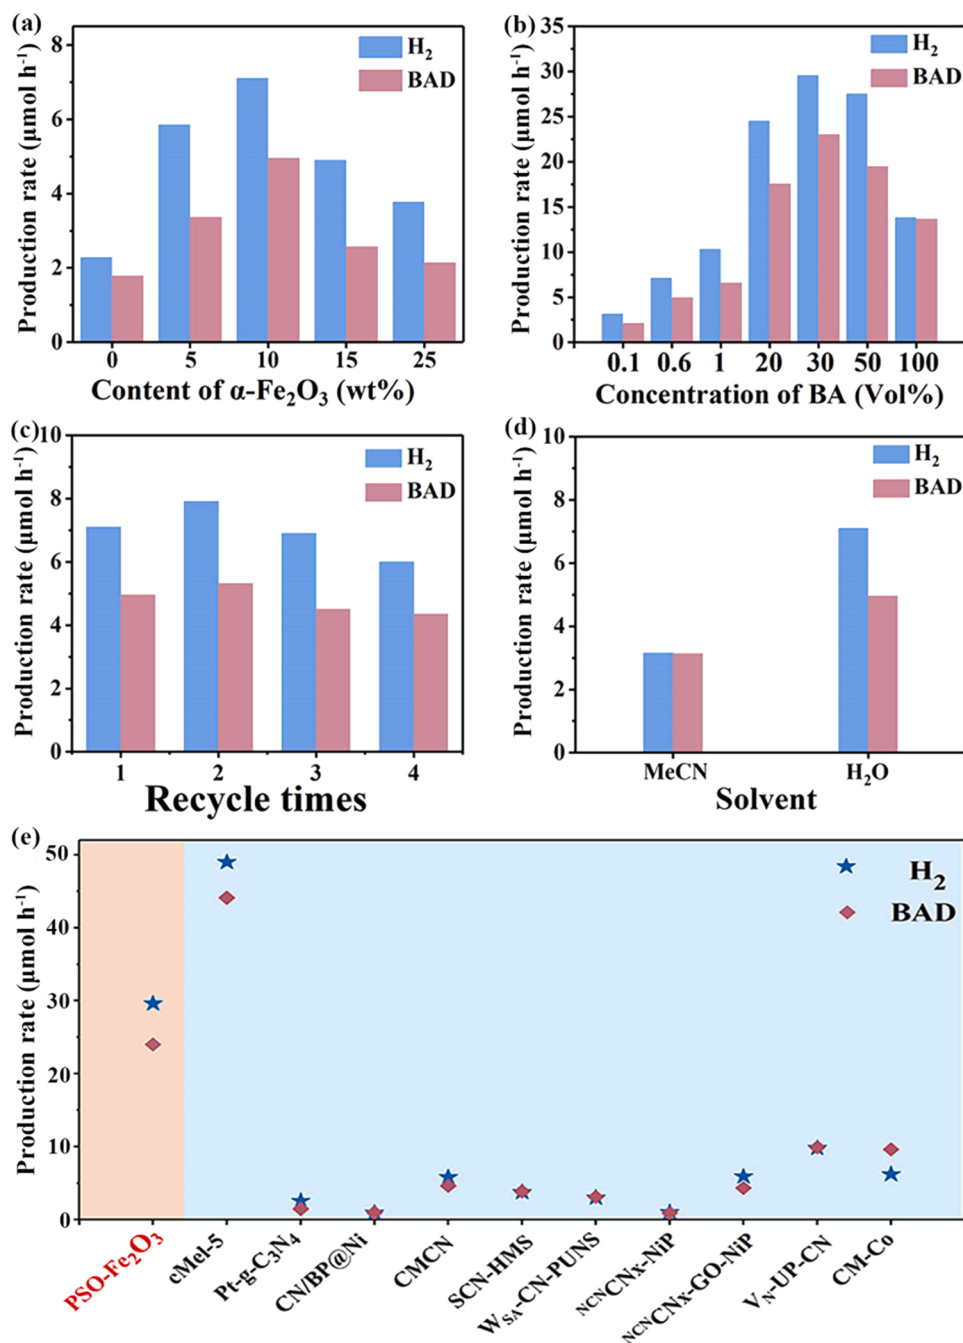 (a)
H2
BAD
Production rate (μmol h-1)
8
6
4
2
0
0 5 10 15 25
Content of α-Fe2O3 (wt%)
(b)
H2
BAD
Production rate (μmol h-1)
35
30
25
20
15
10
5
0
0.1 0.6 1 20 30 50 100
Concentration of BA (Vol%)
(c)
H2
BAD
Production rate (μmol h-1)
10
8
6
4
2
0
1 2 3 4
Recycle times
(d)
H2
BAD
Production rate (μmol h-1)
10
8
6
4
2
0
MeCN H2O
Solvent
(e)
H2
BAD
Production rate (μmol h-1)
50
40
30
20
10
0
PSO-Fe2O3
cMel-5
Pt-g-C3N4
CN/BP@Ni
CMCN
SCN-HMS
WSA-CN-PUNS
NCNCNx-NiP
NCNCNx-GO-NiP
VN-UP-CN
CM-Co